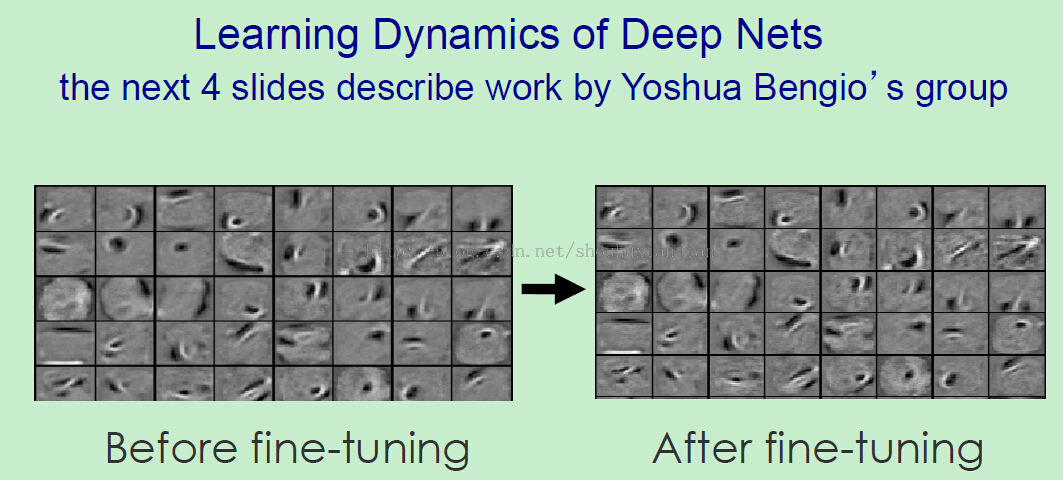 Learning Dynamics of Deep Nets
the next 4 slides describe work by Yoshua Bengio’s group
Before fine-tuning
After fine-tuning